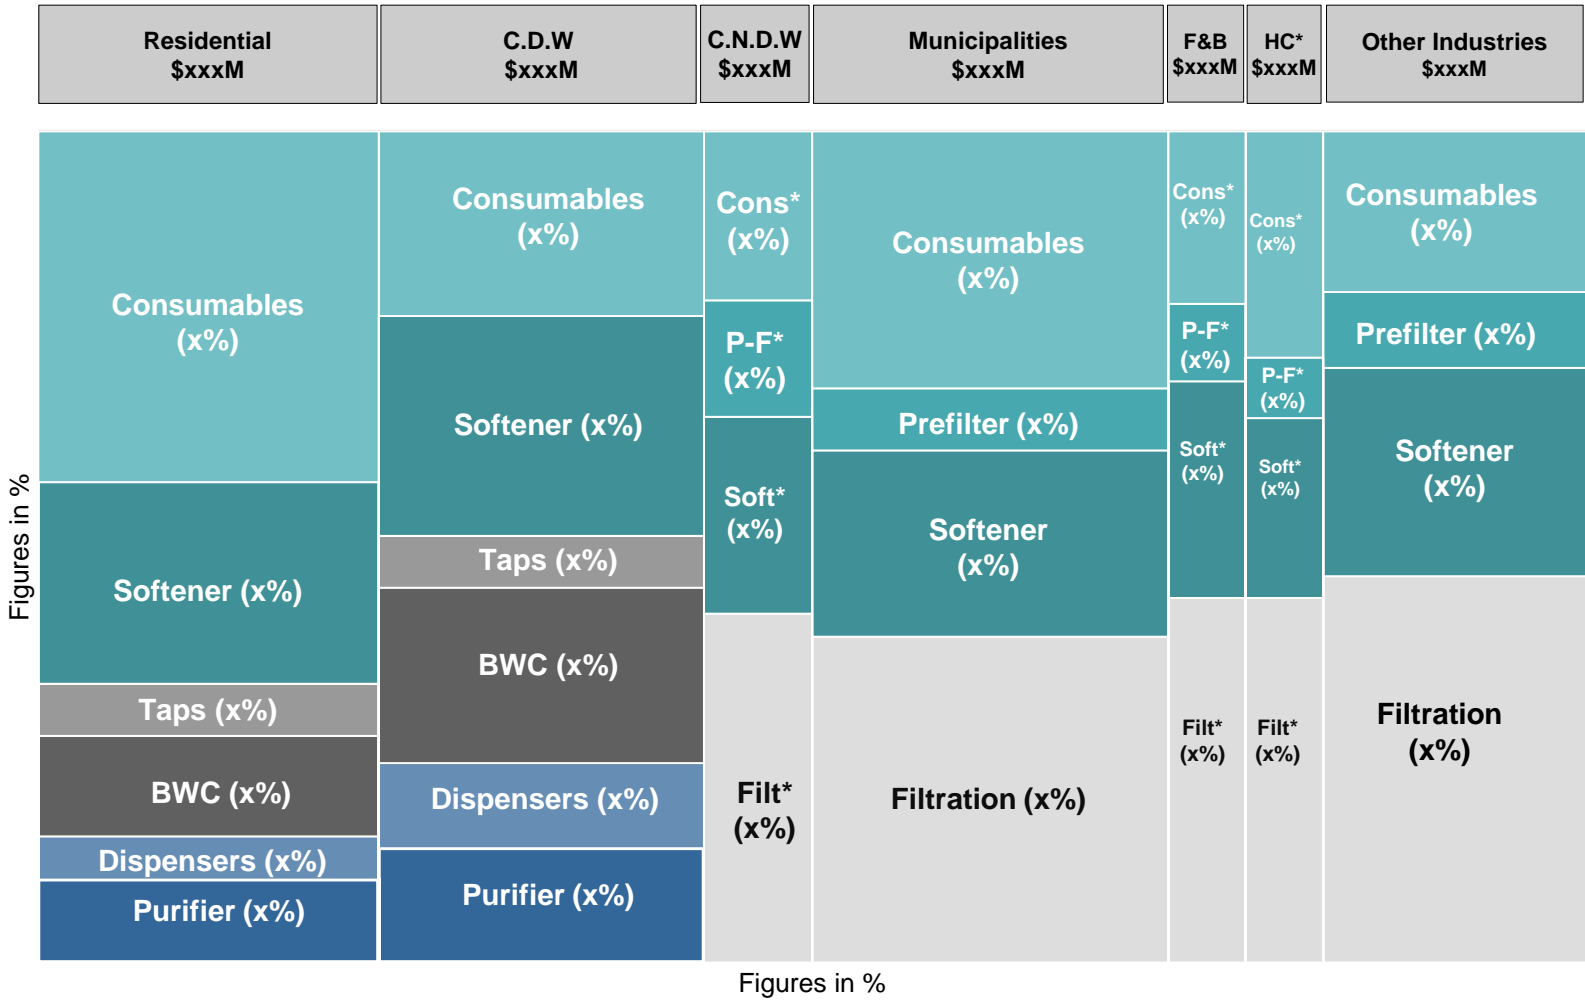 Residential
$xxxM
C.D.W
$xxxM
C.N.D.W
$xxxM
Municipalities
$xxxM
F&B
$xxxM
HC*
$xxxM
Other Industries
$xxxM
Figures in %
Consumables
(x%)
Softener (x%)
Taps (x%)
BWC (x%)
Dispensers (x%)
Purifier (x%)
Consumables
(x%)
Softener (x%)
Taps (x%)
BWC (x%)
Dispensers (x%)
Purifier (x%)
Cons*
(x%)
P-F*
(x%)
Soft*
(x%)
Filt*
(x%)
Consumables
(x%)
Prefilter (x%)
Softener
(x%)
Filtration (x%)
Cons*
(x%)
P-F*
(x%)
Soft*
(x%)
Filt*
(x%)
Cons*
(x%)
P-F*
(x%)
Soft*
(x%)
Filt*
(x%)
Consumables
(x%)
Prefilter (x%)
Softener
(x%)
Filtration
(x%)
Figures in %